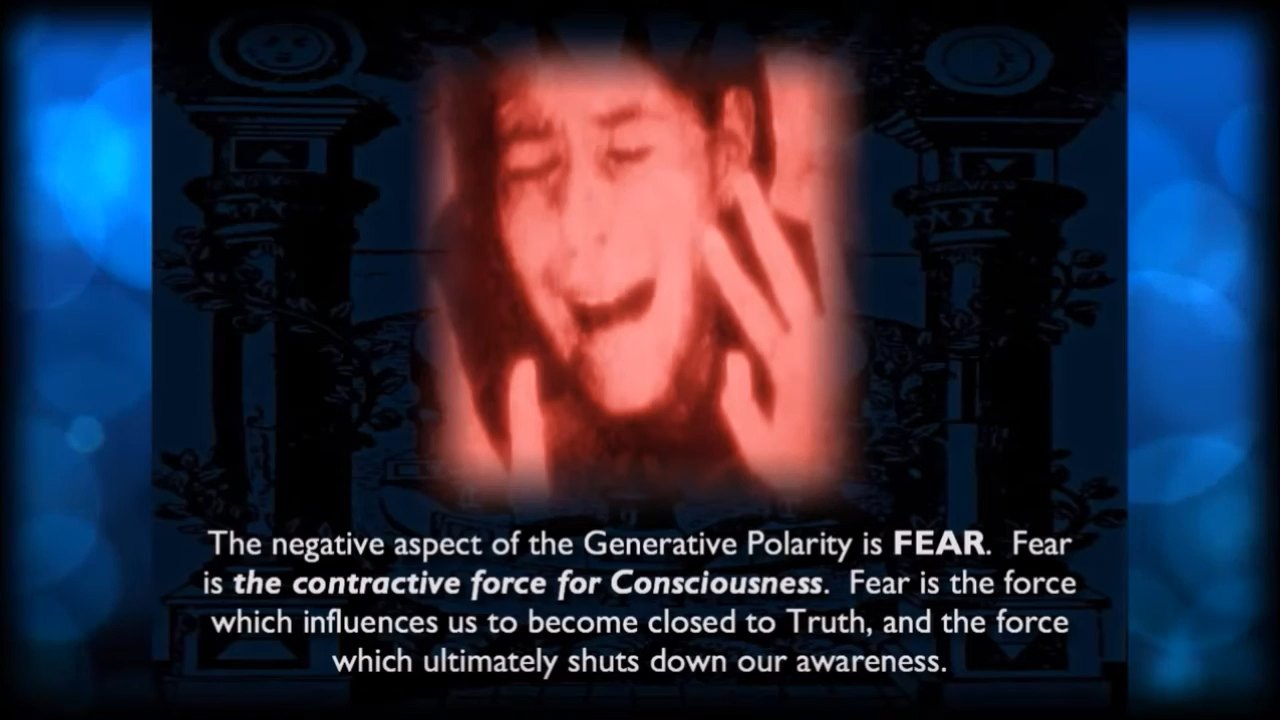 The negative aspect of the Generative Polarity is FEAR.  Fear
is the contractive force for Consciousness.  Fear is the force
which influences us to become closed to Truth, and the force
which ultimately shuts down our awareness.